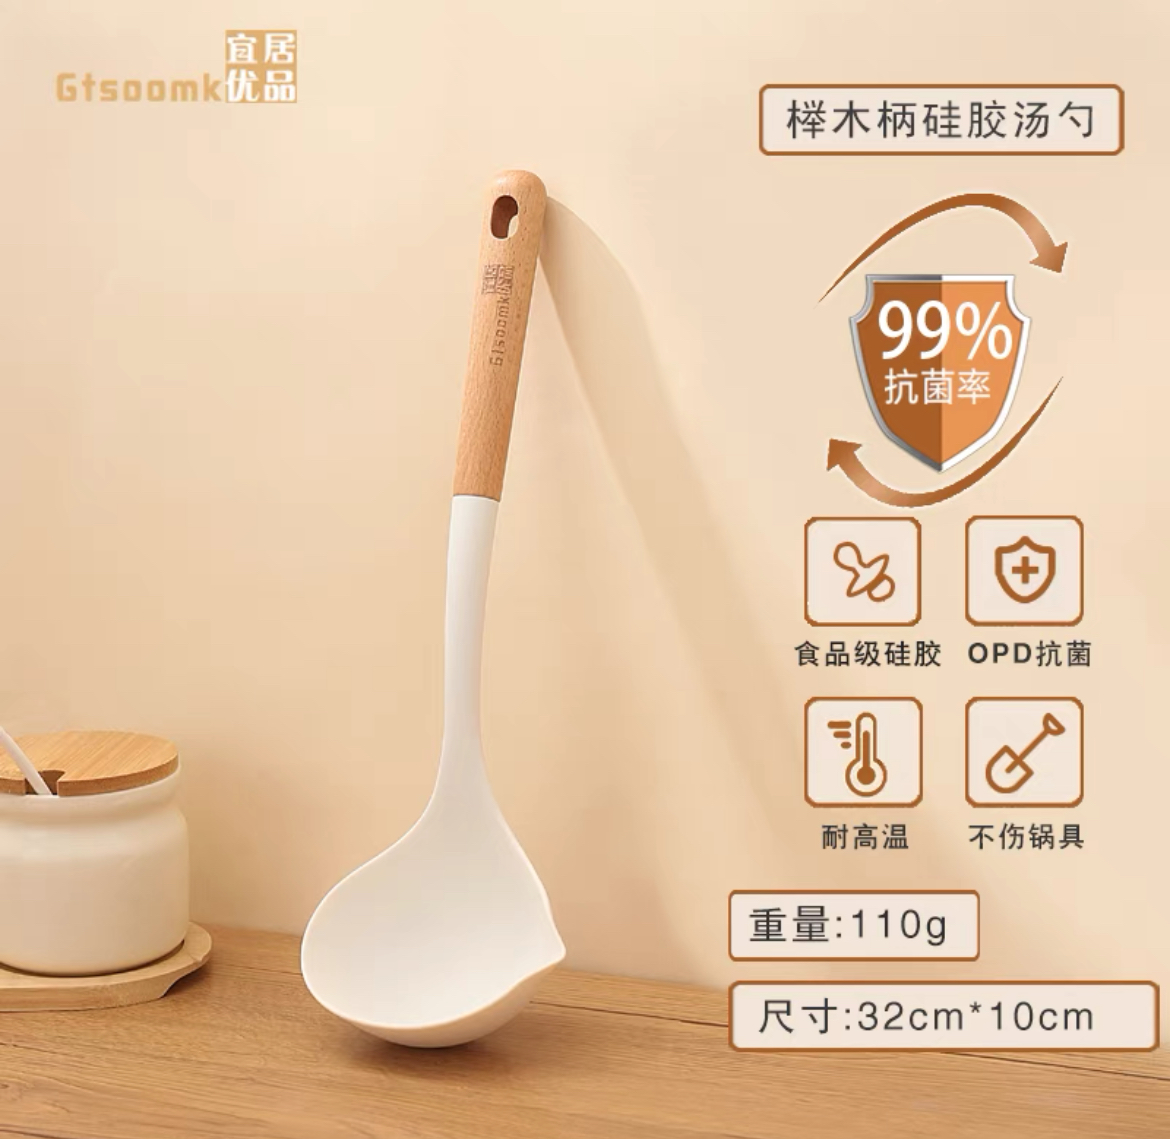 宜居
Gtsoomk优品
榉木柄硅胶汤勺
Gtsoomk
99%
抗菌率
食品级硅胶 OPD抗菌
耐高温 不伤锅具
重量:110g
尺寸:32cm*10cm